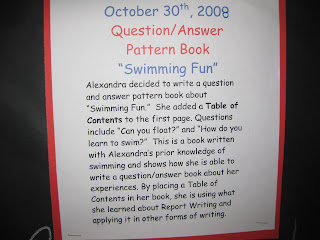 October 30th, 2008
Question/Answer
Pattern Book
“Swimming Fun”
Alexandra decided to write a question
and answer pattern book about
“Swimming Fun.” She added a Table of
Contents to the first page. Questions
include “Can you float?” and “How do you
learn to swim?” This is a book written
with Alexandra’s prior knowledge of
swimming and shows how she is able to
write a question/answer book about her
experiences. By placing a Table of
Contents in her book, she is using what
she learned about Report Writing and
applying it in other forms of writing.